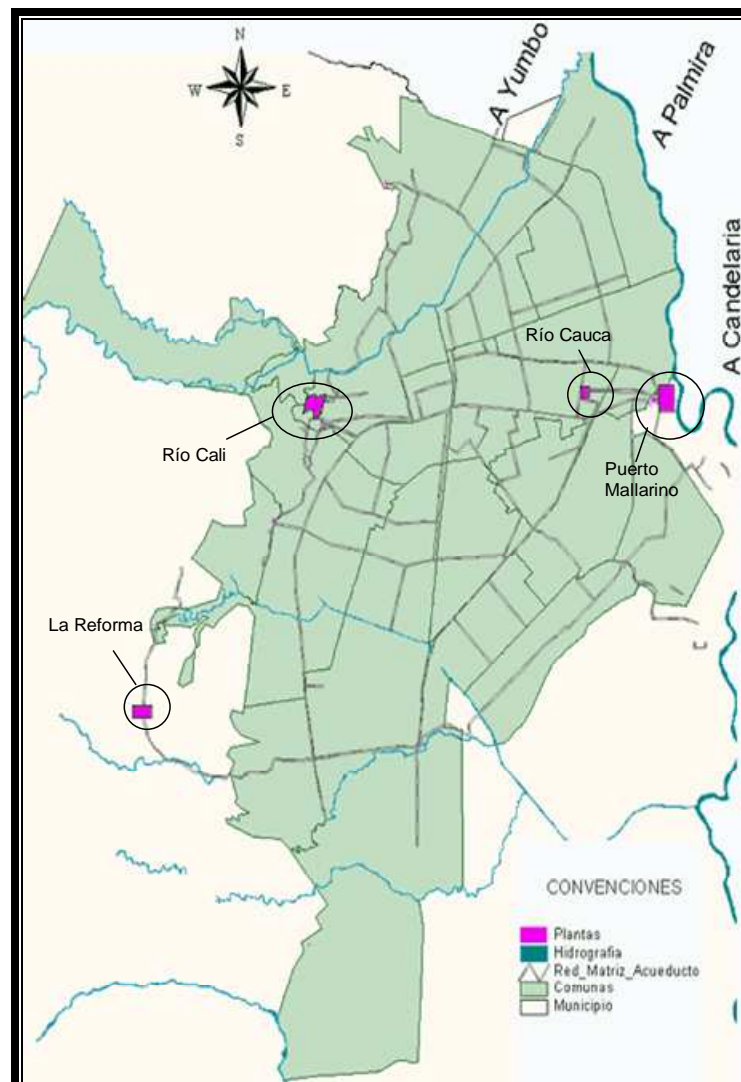 N
W
E
S
A Yumbo
A Palmira
A Candelaria
Río Cauca
Río Cali
Puerto
Mallarino
La Reforma
CONVENCIONES
Plantas
Hidrografia
Red_Matriz_Acueducto
Comunas
Municipio